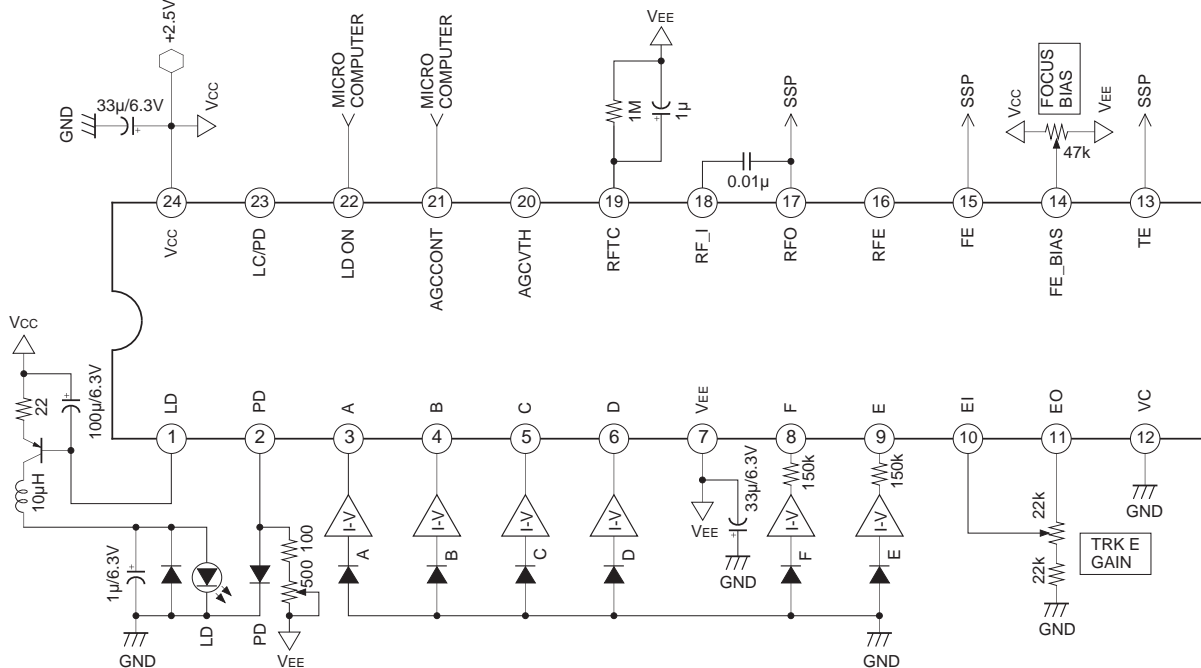 +2.5V
GND
33µ/6.3V
+
VCC
MICRO
COMPUTER
MICRO
COMPUTER
VEE
1M
+
1µ
0.01µ
SSP
SSP
FOCUS
BIAS
VCC
VEE
47k
SSP
24
23
22
21
20
19
18
17
16
15
14
13
VCC
LC/PD
LD ON
AGCCONT
AGCVTH
RFTC
RF_I
RFO
RFE
FE
FE_BIAS
TE
LD
PD
A
B
C
D
VEE
F
E
EI
EO
VC
1
2
3
4
5
6
7
8
9
10
11
12
VCC
22
+
100µ/6.3V
10µH
1µ/6.3V
+
GND
LD
PD
100
500
VEE
I-V
I-V
I-V
I-V
I-V
I-V
A
B
C
D
F
E
VEE
33µ/6.3V
+
GND
150k
150k
GND
22k
22k
TRK E
GAIN
GND
GND